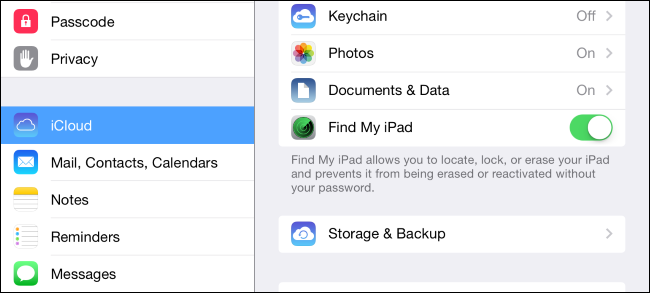 Passcode
Privacy
iCloud
Mail, Contacts, Calendars
Notes
Reminders
Messages
Keychain Off
Photos On
Documents & Data On
Find My iPad
Find My iPad allows you to locate, lock, or erase your iPad
and prevents it from being erased or reactivated without
your password.
Storage & Backup